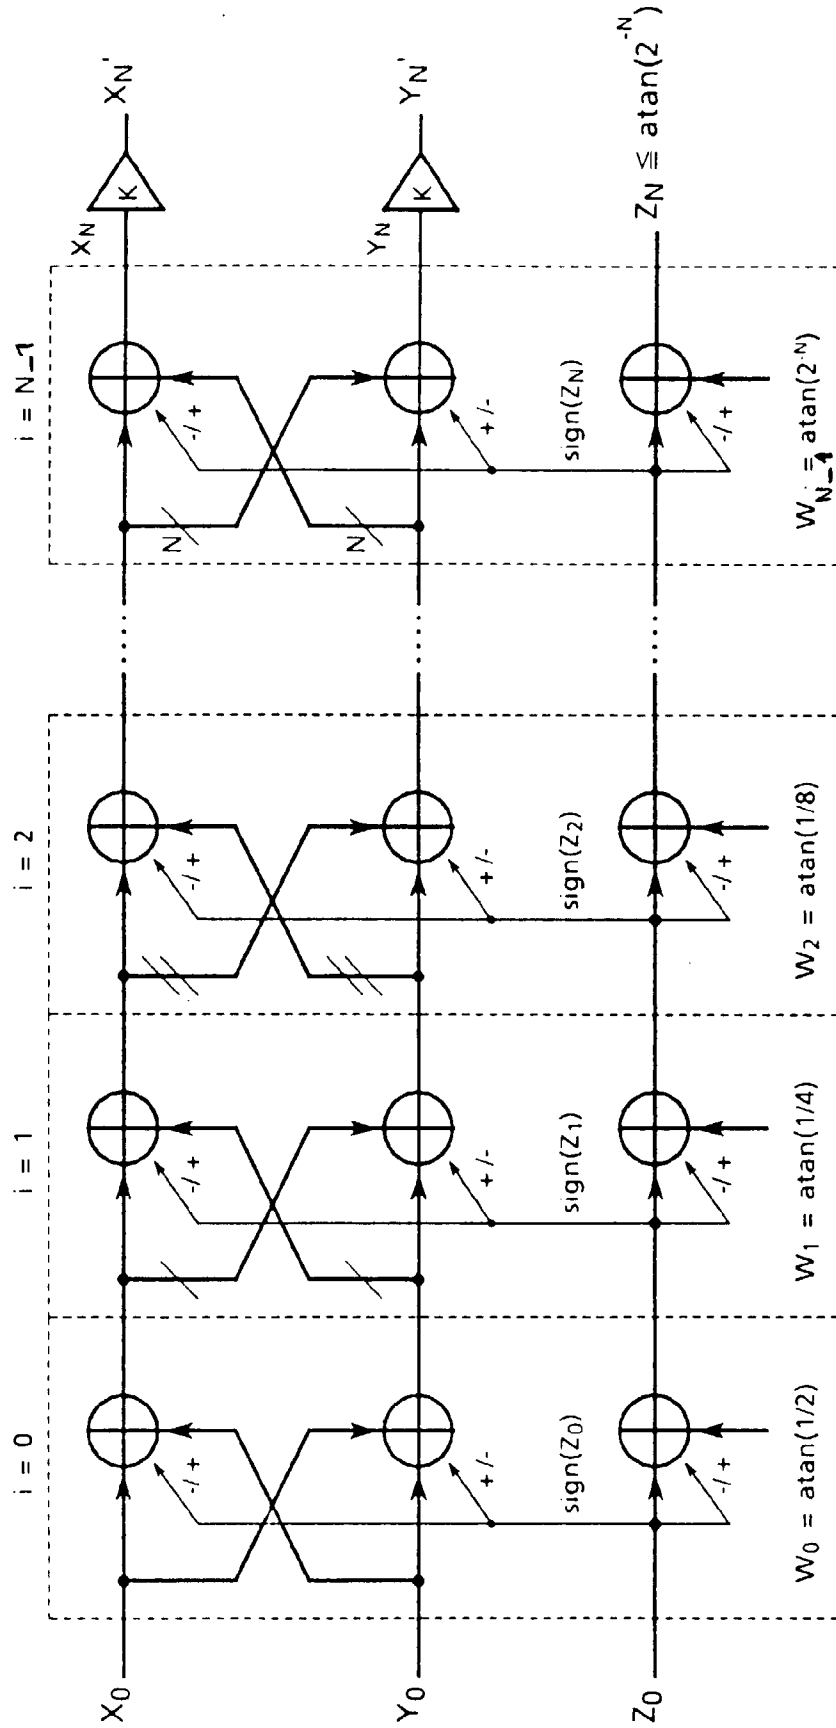 i = 0
i = 1
i = 2
i = N-1
X0
-/+
-/+
-/+
-/+
XN
K
XN'
N
N
Y0
+/-
+/-
+/-
+/-
YN
K
YN'
sign(Z0)
sign(Z1)
sign(Z2)
sign(ZN)
Z0
-/+
-/+
-/+
-/+
ZN ≦ atan(2-N)
W0 = atan(1/2)
W1 = atan(1/4)
W2 = atan(1/8)
WN-1 = atan(2-N)